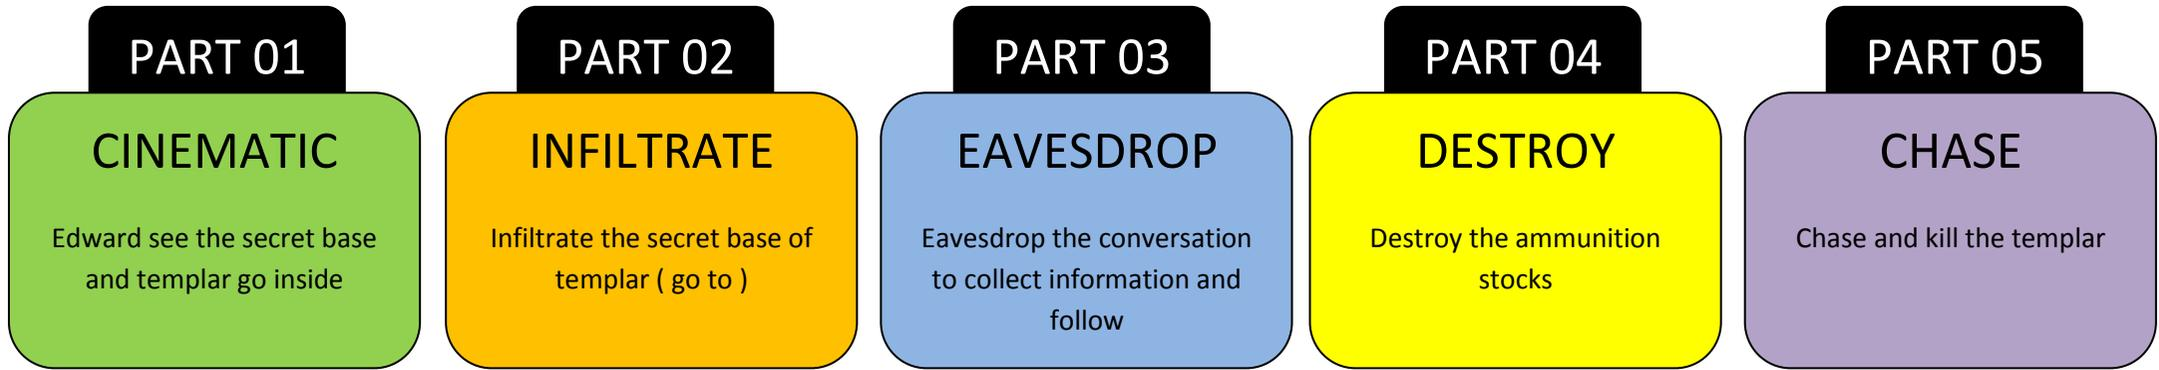 PART 01
CINEMATIC
Edward see the secret base
and templar go inside
PART 02
INFILTRATE
Infiltrate the secret base of
templar ( go to )
PART 03
EAVESDROP
Eavesdrop the conversation
to collect information and
follow
PART 04
DESTROY
Destroy the ammunition
stocks
PART 05
CHASE
Chase and kill the templar